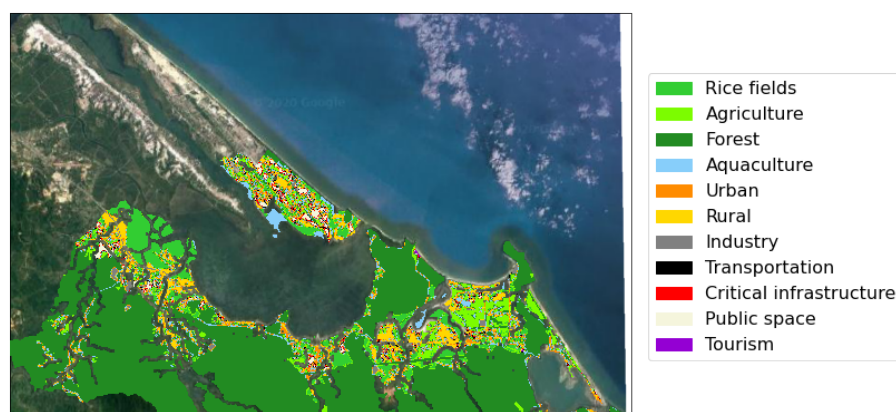 © 2020 Google
Rice fields
Agriculture
Forest
Aquaculture
Urban
Rural
Industry
Transportation
Critical infrastructure
Public space
Tourism